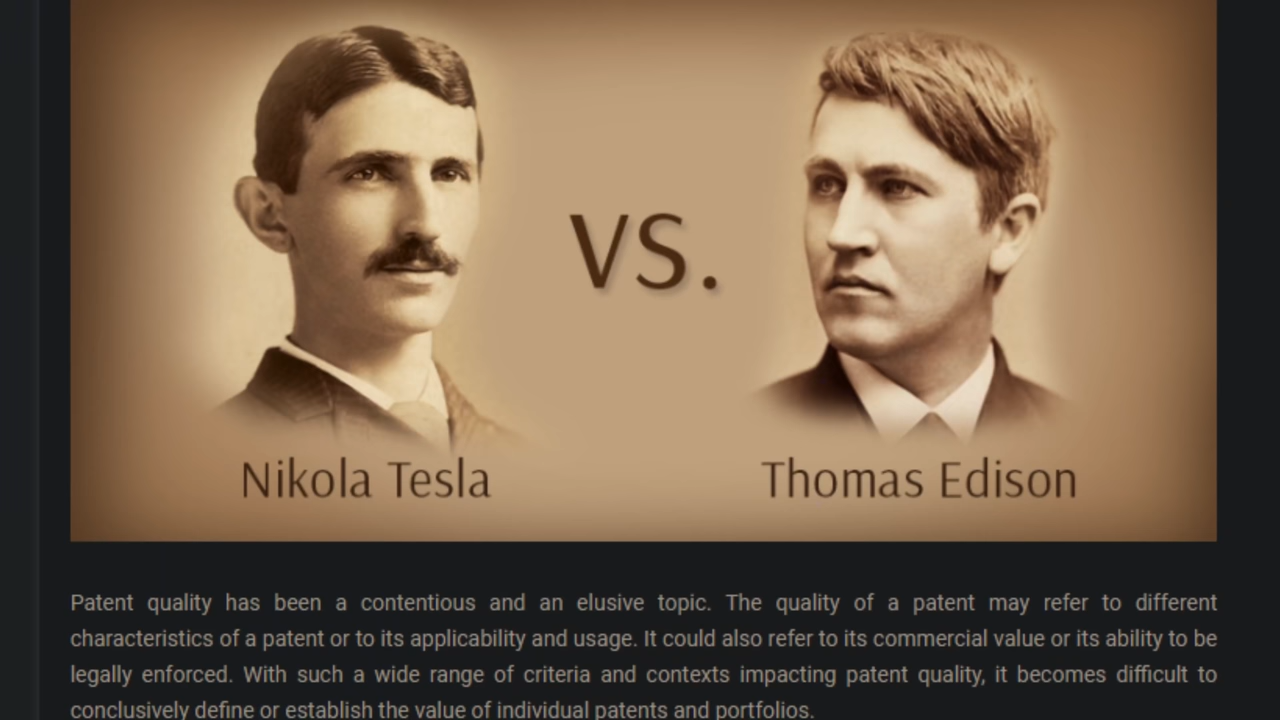 VS.
Nikola Tesla
Thomas Edison
Patent quality has been a contentious and an elusive topic. The quality of a patent may refer to different
characteristics of a patent or to its applicability and usage. It could also refer to its commercial value or its ability to be
legally enforced. With such a wide range of criteria and contexts impacting patent quality, it becomes difficult to
conclusively define or establish the value of individual patents and portfolios.